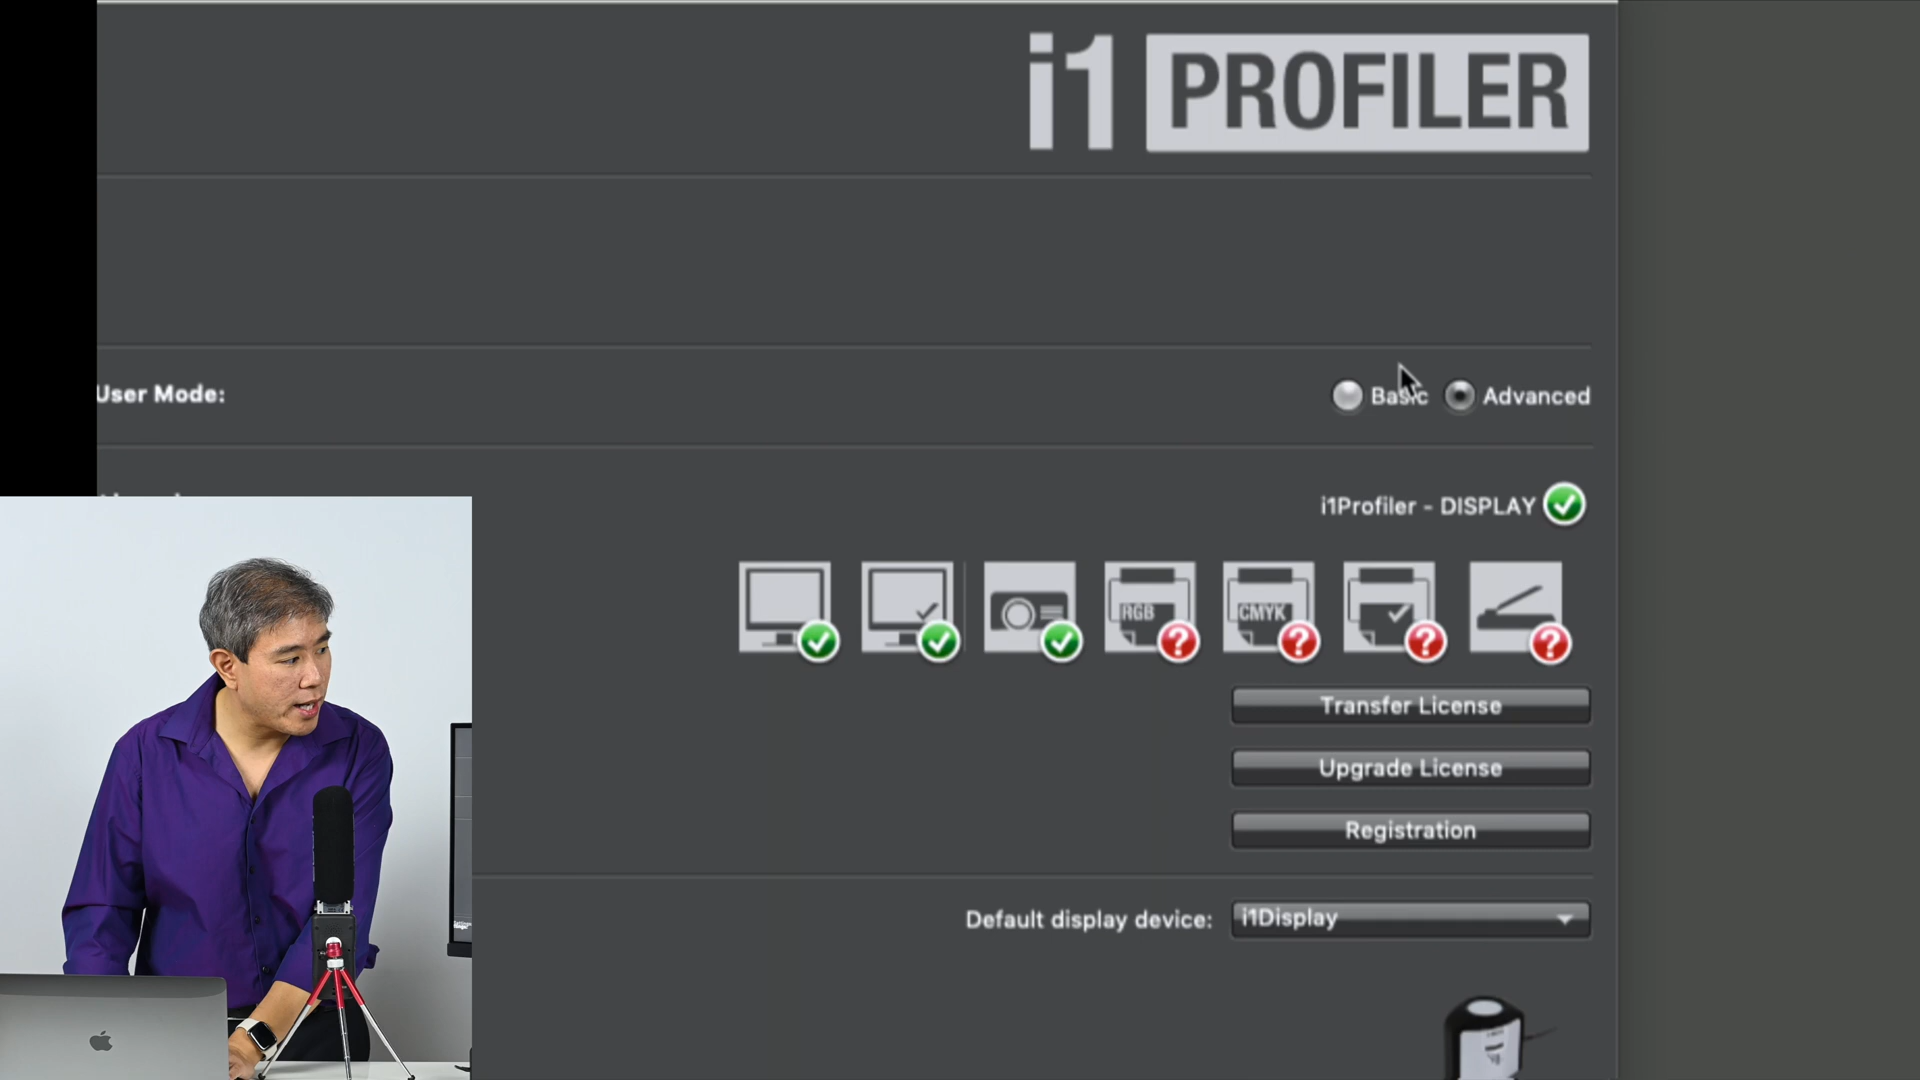 i1 PROFILER
User Mode:
Basic
Advanced
i1Profiler - DISPLAY
RGB
CMYK
Transfer License
Upgrade License
Registration
Default display device:
i1Display